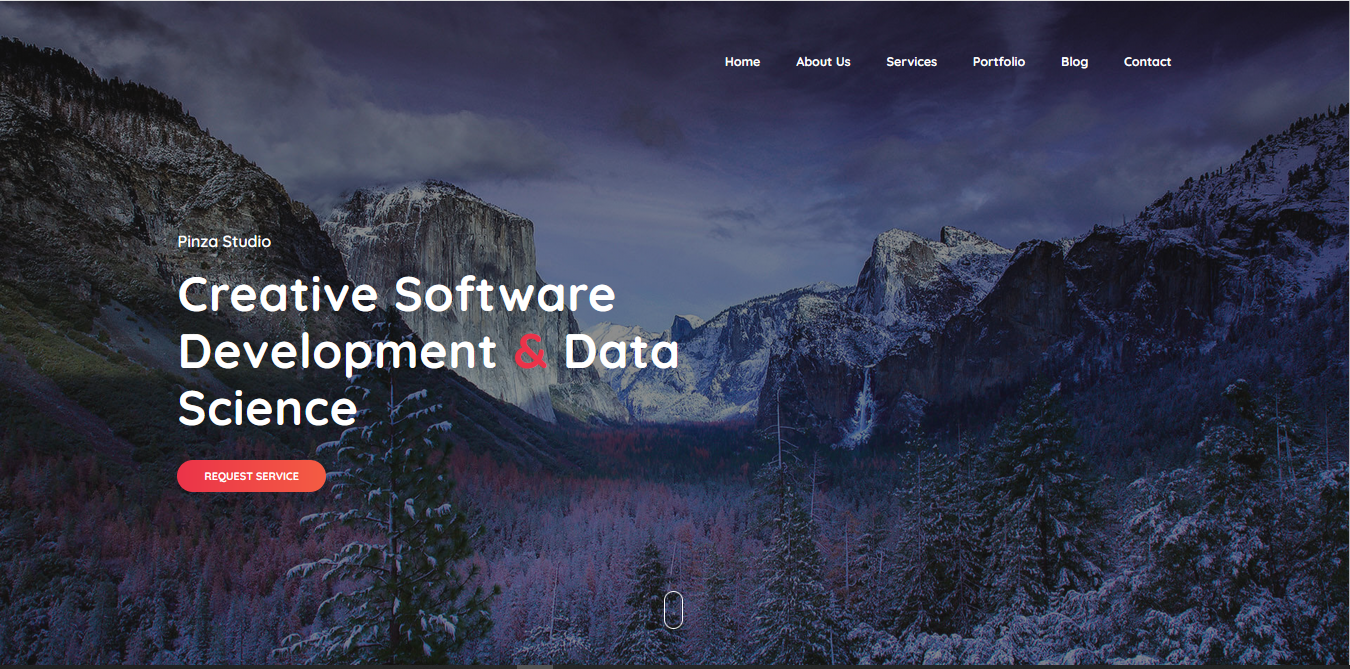 Home About Us Services Portfolio Blog Contact
Pinza Studio
Creative Software
Development & Data
Science
REQUEST SERVICE